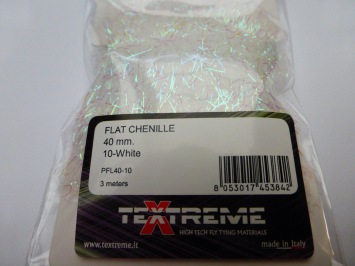 FLAT CHENILLE
40 mm.
10-White
PFL40-10
3 meters
8 053017 453842
TEXTREME
HIGH TECH FLY TYING MATERIALS
www.textreme.it
made in Italy